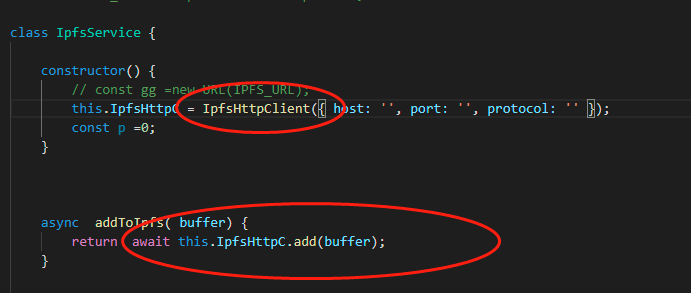 class IpfsService {
constructor() {
// const gg =new URL(IPFS_URL);
this.IpfsHttpC = IpfsHttpClient({ host: '', port: '', protocol: '' });
const p =0;
}
async  addToIpfs( buffer) {
return  await this.IpfsHttpC.add(buffer);
}